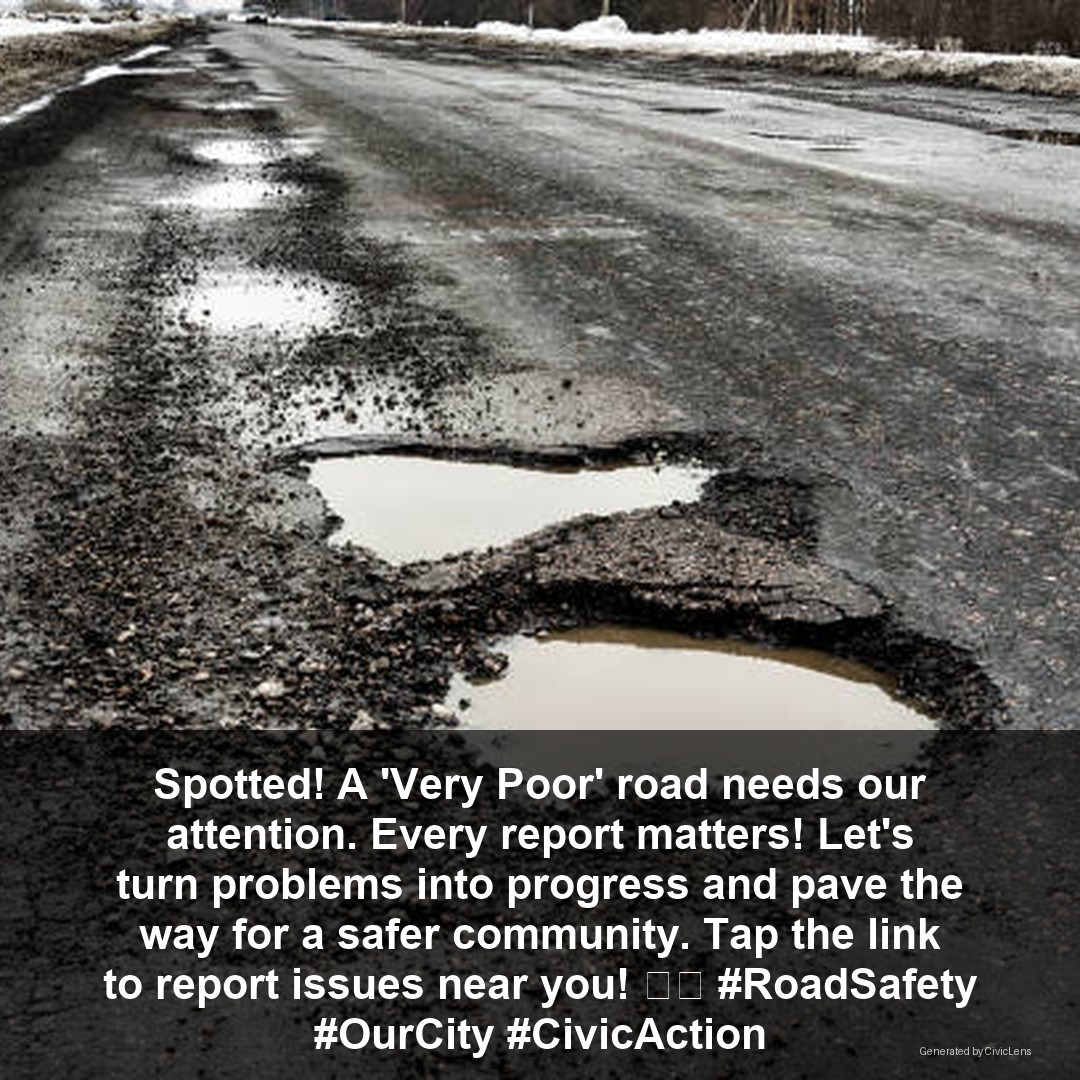 Spotted! A 'Very Poor' road needs our
attention. Every report matters! Let's
turn problems into progress and pave the
way for a safer community. Tap the link
to report issues near you! □□ #RoadSafety
#OurCity #CivicAction
Generated by CivicLens